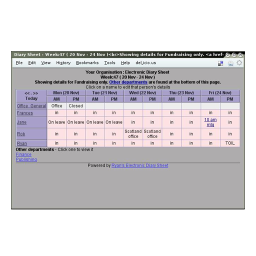 Diary Sheet - Week:47 ( 20 Nov - 24 Nov )<br>Showing details for Fundraising only. <a href
File Edit View History Bookmarks Tools Help del.icio.us
Your Organisation: Electronic Diary Sheet
Week:47 ( 20 Nov - 24 Nov )
Showing details for Fundraising only. Other departments are found at the bottom of this page.
Click on a name to edit that person's details
<< >> Mon (20 Nov) Tue (21 Nov) Wed (22 Nov) Thu (23 Nov) Fri (24 Nov)
Today AM PM AM PM AM PM AM PM AM PM
Office, General Office Closed
Frances in in in in in in in in in in
Jane On leave On leave On leave On leave in in in in 10 am mtg in
Rob in in in in Scotland office Scotland office in in in in
in in in in in in in in in TOIL
Other departments - Click one to view it
Finance
Powered by Electronic Diary Sheet